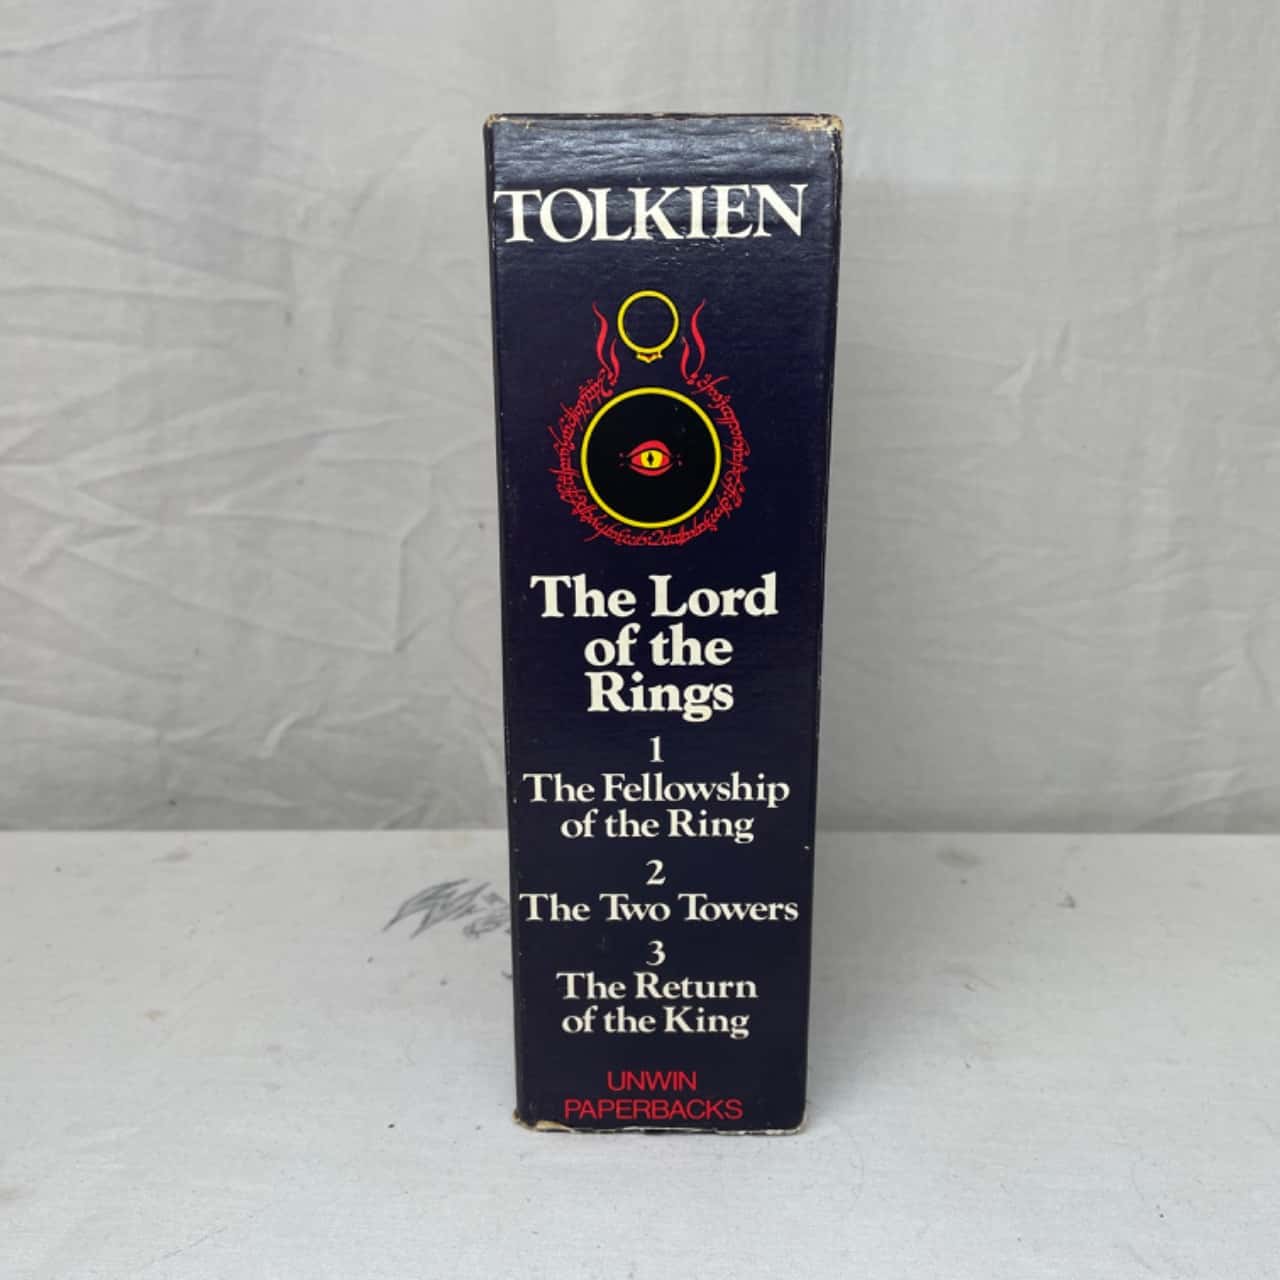 TOLKIEN
The Lord
of the
Rings
1
The Fellowship
of the Ring
2
The Two Towers
3
The Return
of the King
UNWIN
PAPERBACKS